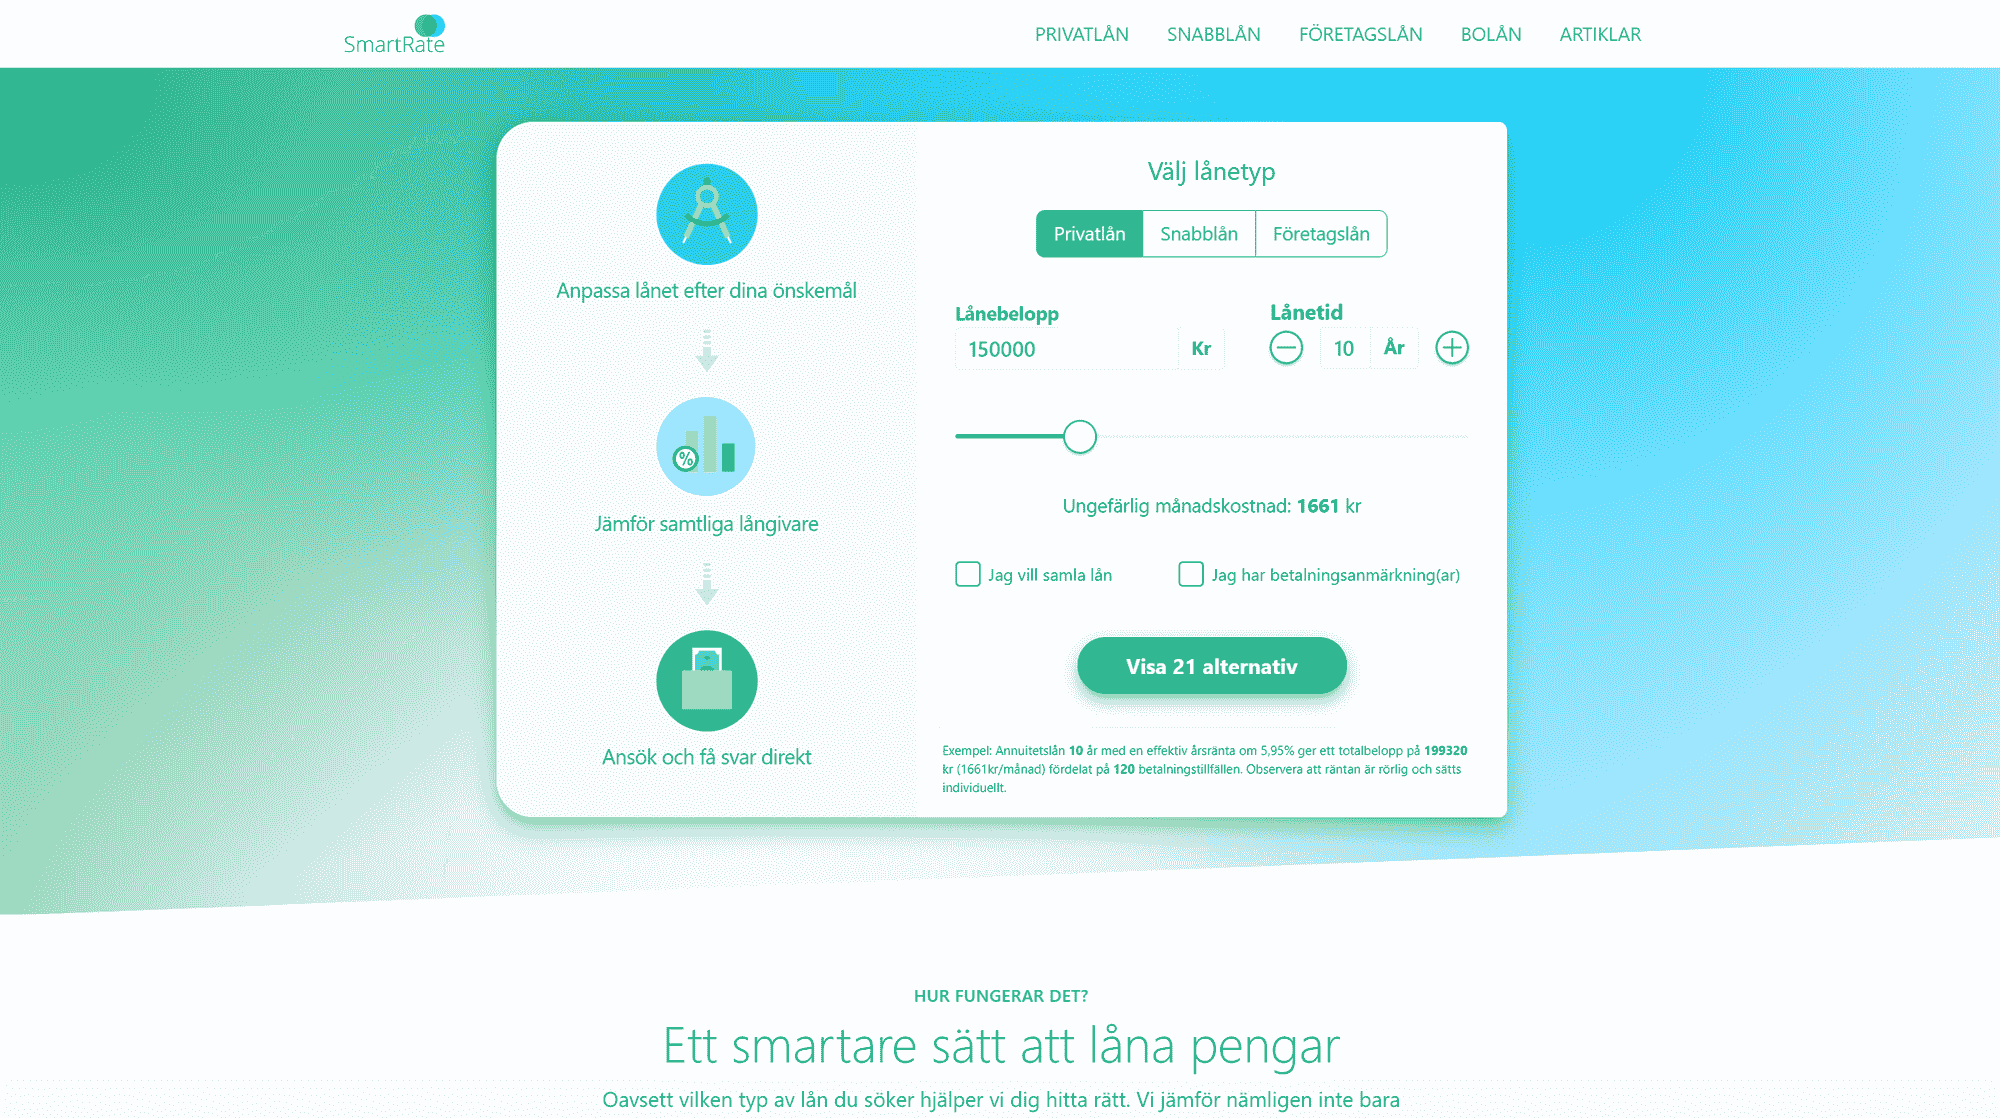 SmartRate
PRIVATLÅN SNABBLÅN FÖRETAGSLÅN BOLÅN ARTIKLAR
Anpassa lånet efter dina önskemål
%
Jämför samtliga långivare
Ansök och få svar direkt
Välj lånetyp
Privatlån Snabblån Företagslån
Lånebelopp Lånetid
150000 Kr 10 År
Ungefärlig månadskostnad: 1661 kr
Jag vill samla lån Jag har betalningsanmärkning(ar)
Visa 21 alternativ
Exempel: Annuitetslån 10 år med en effektiv årsränta om 5,95% ger ett totalbelopp på 199320
kr (1661kr/månad) fördelat på 120 betalningstillfällen. Observera att räntan är rörlig och sätts
individuellt.
HUR FUNGERAR DET?
Ett smartare sätt att låna pengar
Oavsett vilken typ av lån du söker hjälper vi dig hitta rätt. Vi jämför nämligen inte bara